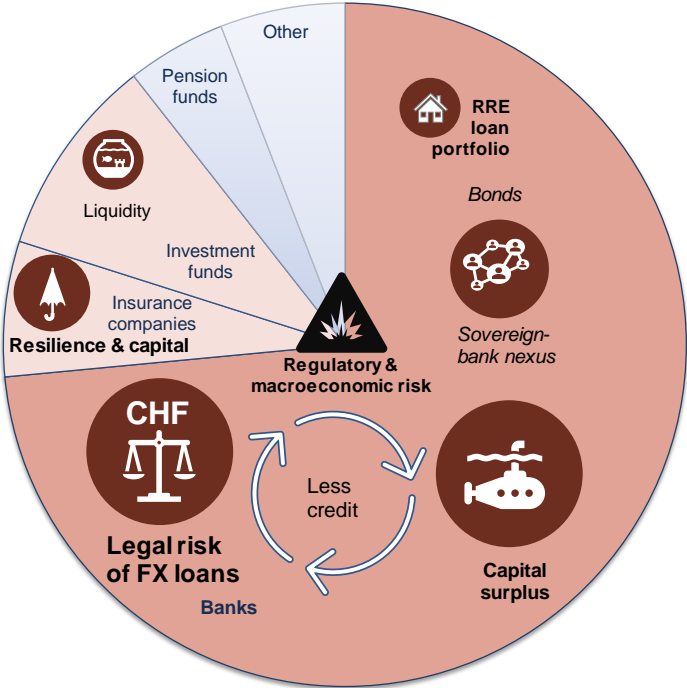 Other
Pension
funds
RRE
loan
portfolio
Bonds
Liquidity
Investment
funds
Insurance
companies
Resilience & capital
Sovereign-
bank nexus
Regulatory &
macroeconomic risk
CHF
Less
credit
Legal risk
of FX loans
Capital
surplus
Banks